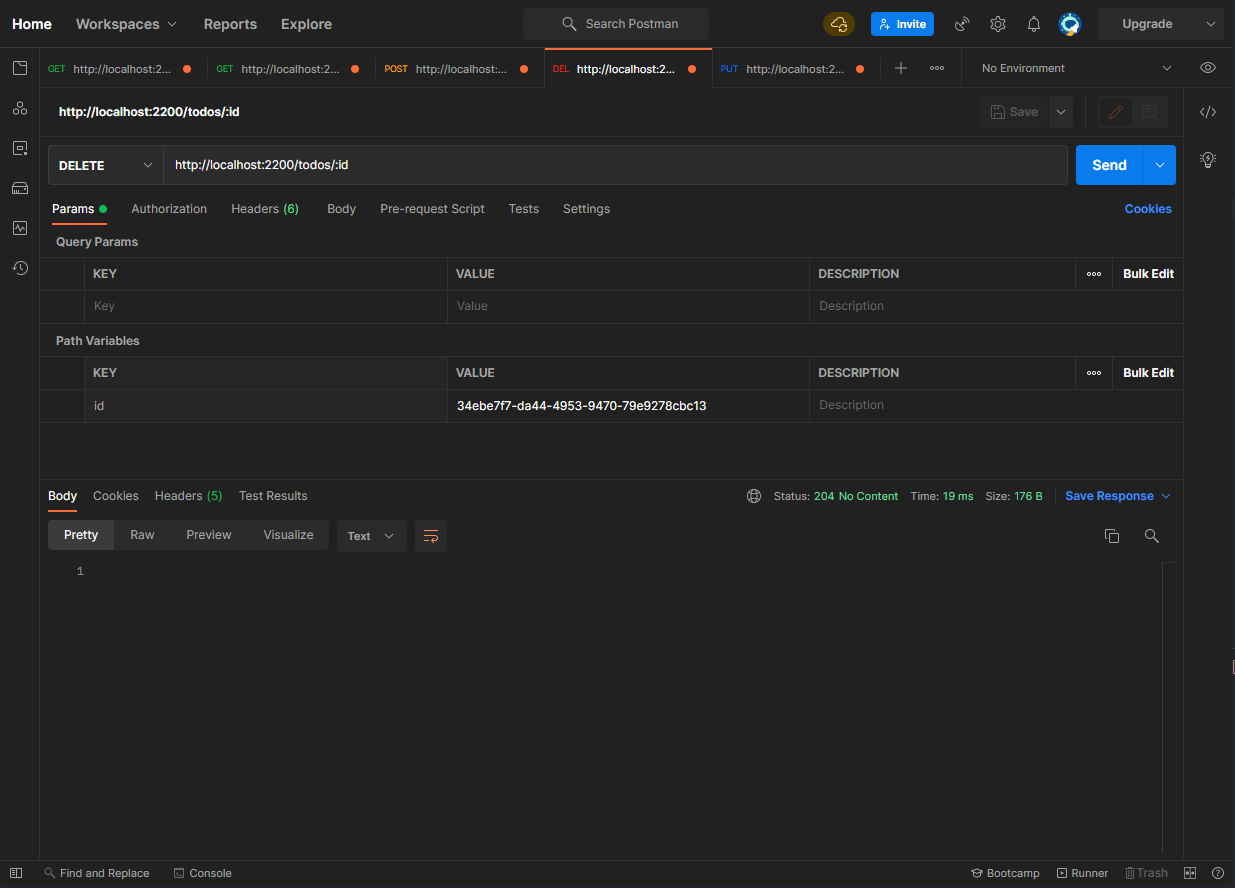 Home Workspaces Reports Explore Search Postman Invite Upgrade
GET http://localhost:2... GET http://localhost:2... POST http://localhost:... DEL http://localhost:2... PUT http://localhost:2... No Environment
http://localhost:2200/todos/:id Save
DELETE http://localhost:2200/todos/:id Send
Params Authorization Headers (6) Body Pre-request Script Tests Settings Cookies
Query Params
KEY VALUE DESCRIPTION Bulk Edit
Key Value Description
Path Variables
KEY VALUE DESCRIPTION Bulk Edit
id 34ebe7f7-da44-4953-9470-79e9278cbc13 Description
Body Cookies Headers (5) Test Results Status: 204 No Content Time: 19 ms Size: 176 B Save Response
Pretty Raw Preview Visualize Text
1
Find and Replace Console Bootcamp Runner Trash